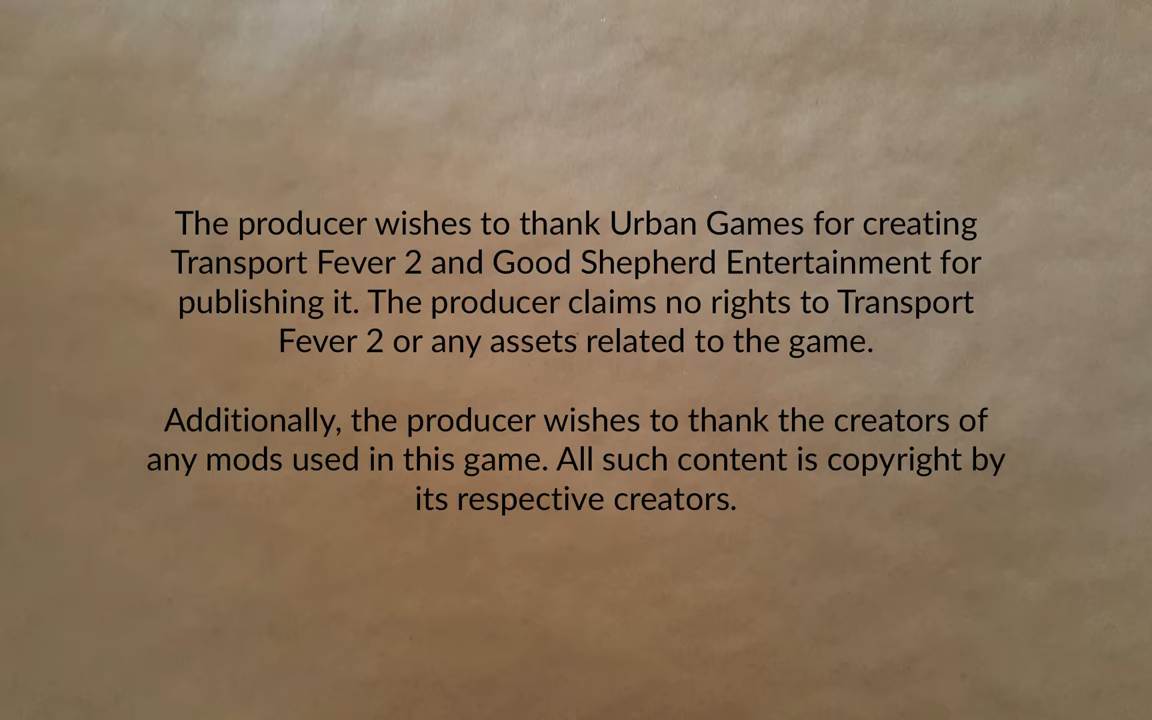 The producer wishes to thank Urban Games for creating
Transport Fever 2 and Good Shepherd Entertainment for
publishing it. The producer claims no rights to Transport
Fever 2 or any assets related to the game.
Additionally, the producer wishes to thank the creators of
any mods used in this game. All such content is copyright by
its respective creators.